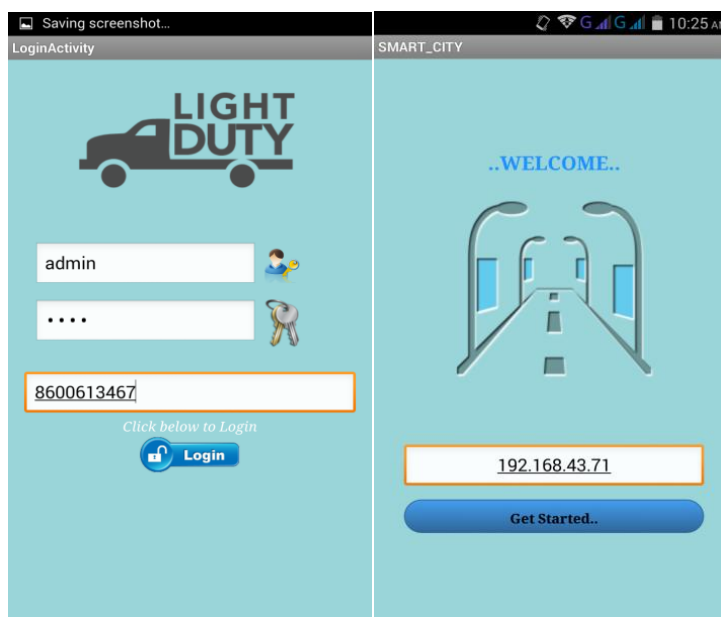 Saving screenshot...
LoginActivity
LIGHT
DUTY
admin
••••
8600613467
Click below to Login
Login
G G 10:25 AM
SMART_CITY
..WELCOME..
192.168.43.71
Get Started..